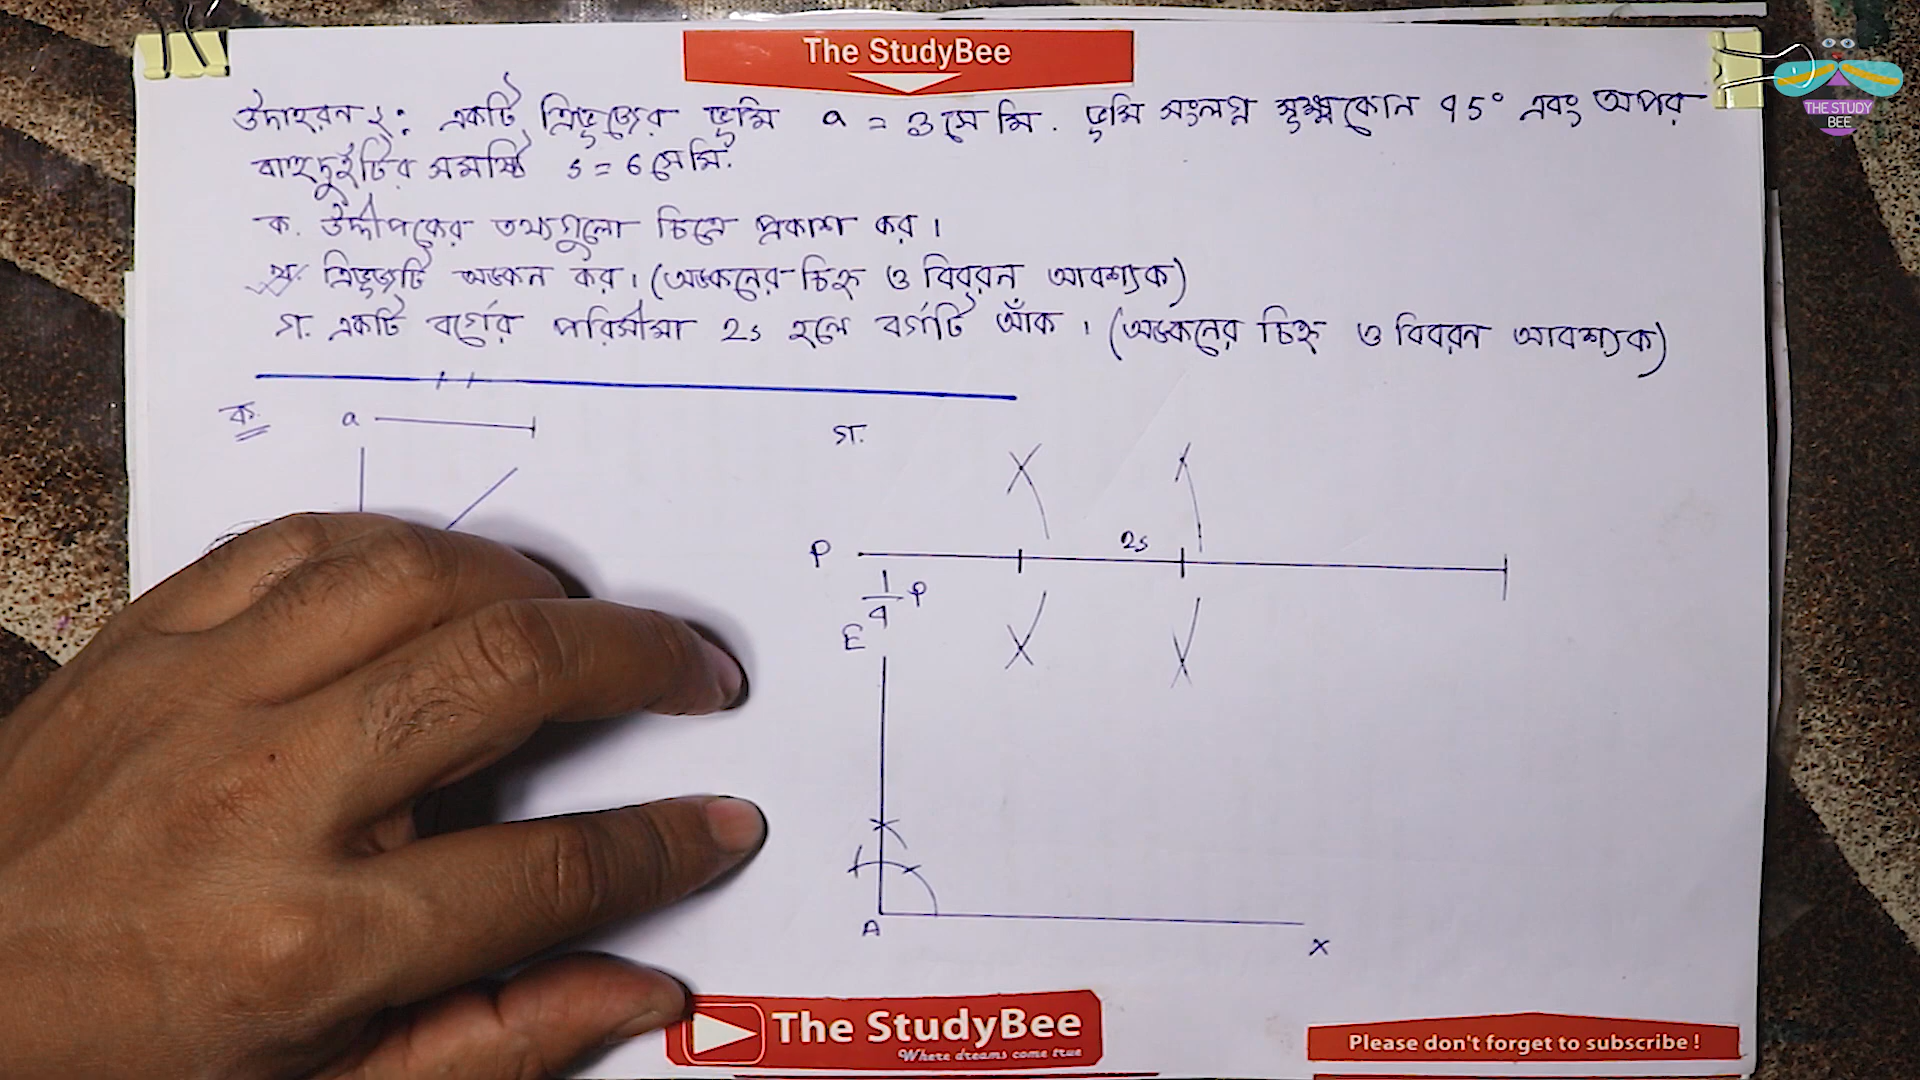 The StudyBee
THE STUDY
BEE
উদাহরন ২: একটি ত্রিভুজের ভুমি a = 3 সে মি. ভুমি সংলগ্ন সূক্ষ্মকোন 45° এবং অপর
বাহুদুইটির সমষ্টি s = 6 সেমি.
ক. উদ্দীপকের তথ্যগুলো চিত্রে প্রকাশ কর।
খ. ত্রিভুজটি অঙ্কন কর। (অঙ্কনের চিহ্ন ও বিবরন আবশ্যক)
গ. একটি বর্গের পরিসীমা 2s হলে বর্গটি আঁক। (অঙ্কনের চিহ্ন ও বিবরন আবশ্যক)
ক.
a
গ.
P
2s
1/4 P
E
A
x
The StudyBee
Where dreams come true
Please don't forget to subscribe !